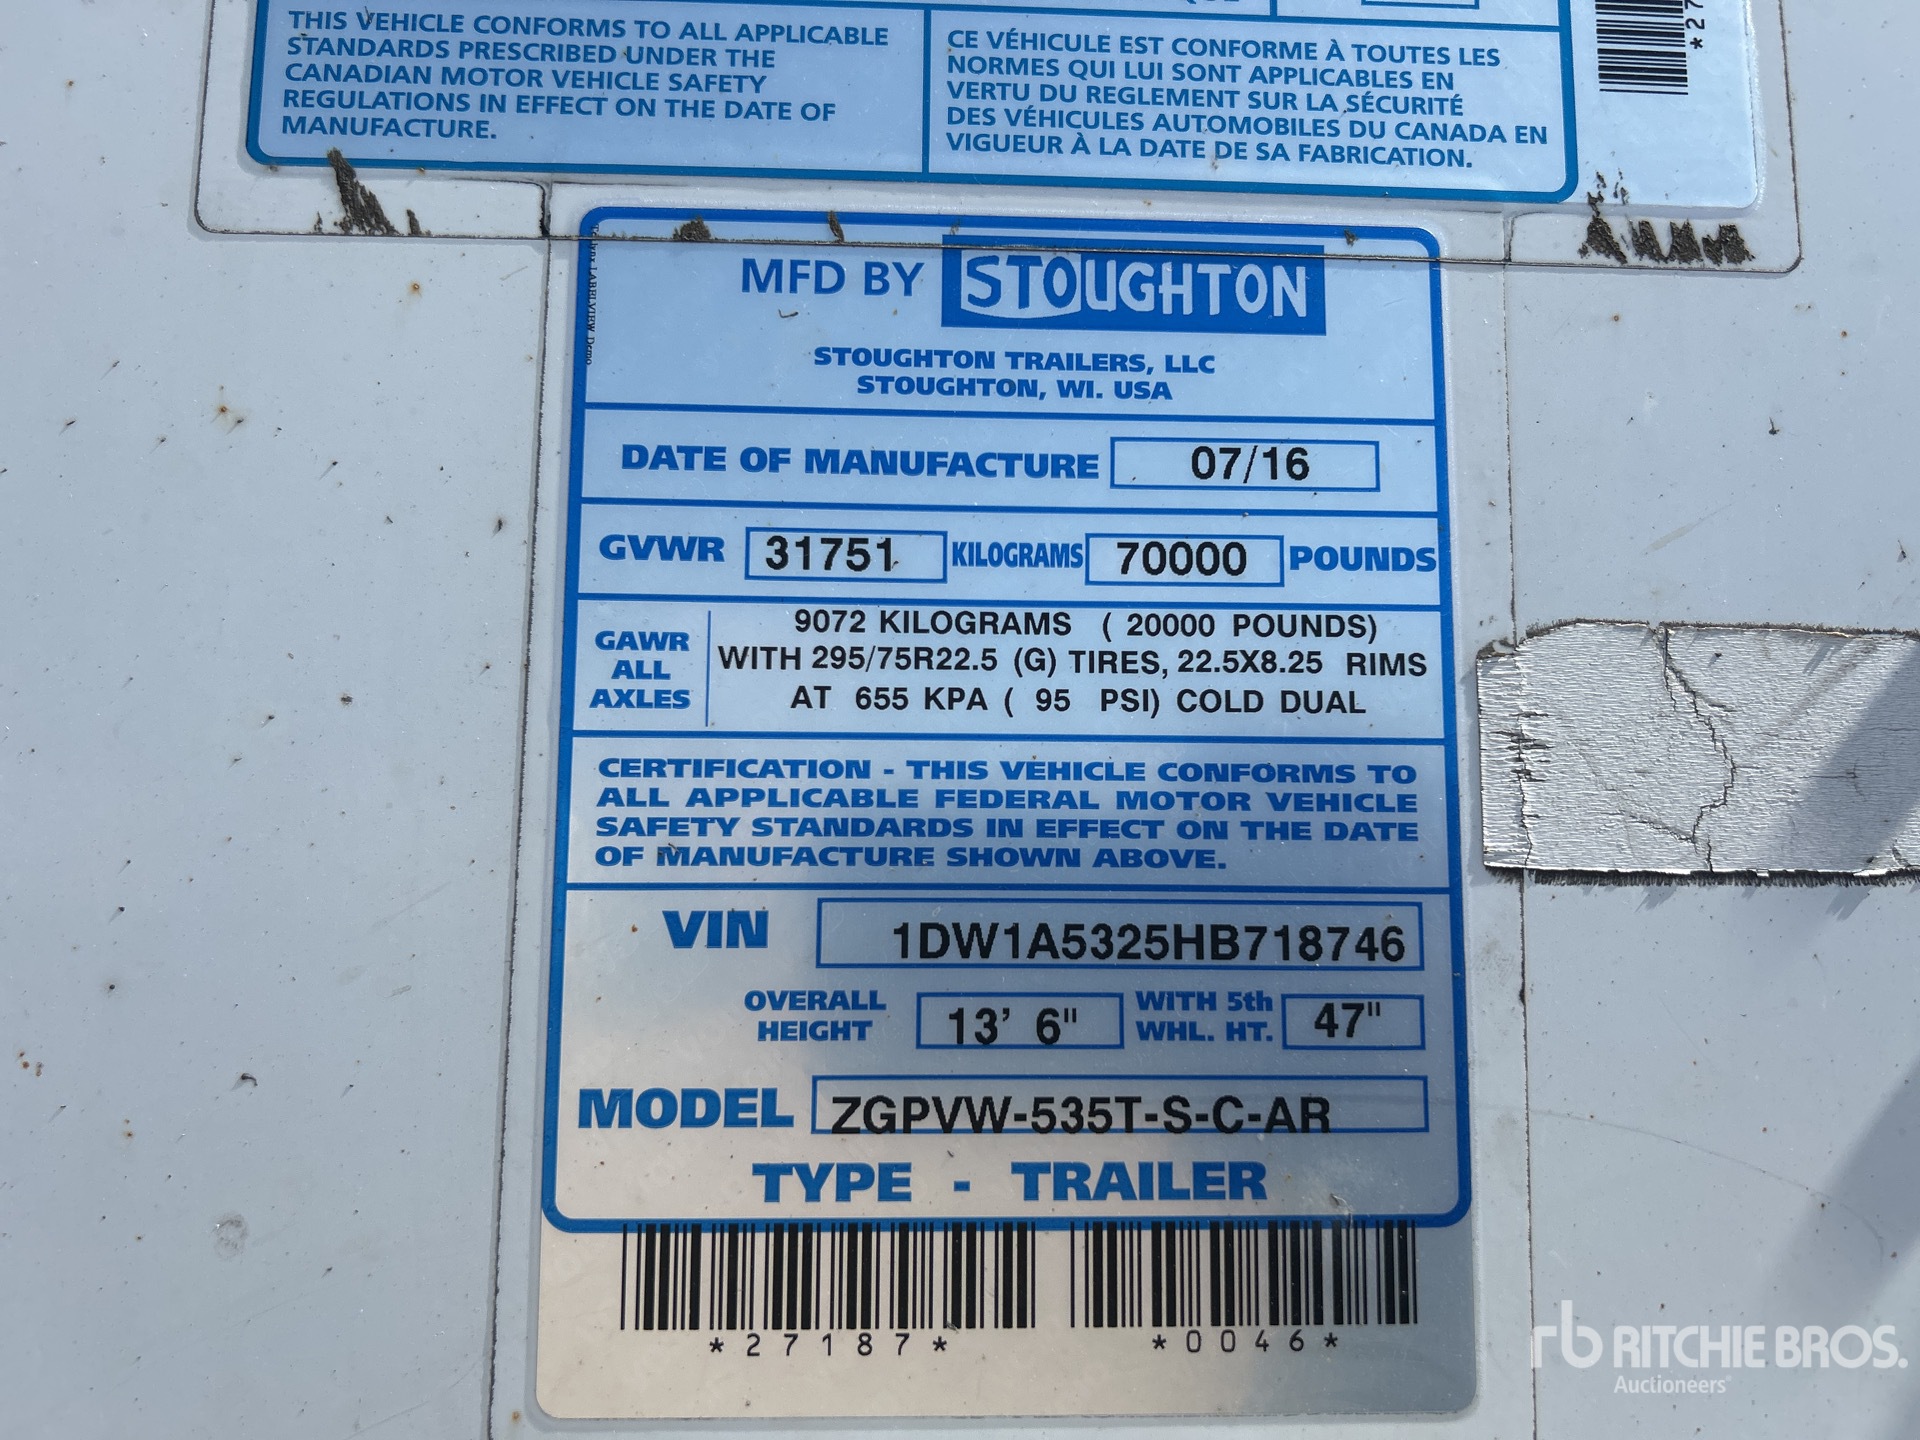 THIS VEHICLE CONFORMS TO ALL APPLICABLE
STANDARDS PRESCRIBED UNDER THE
CANADIAN MOTOR VEHICLE SAFETY
REGULATIONS IN EFFECT ON THE DATE OF
MANUFACTURE.
CE VÉHICULE EST CONFORME À TOUTES LES
NORMES QUI LUI SONT APPLICABLES EN
VERTU DU REGLEMENT SUR LA SÉCURITÉ
DES VÉHICULES AUTOMOBILES DU CANADA EN
VIGUEUR À LA DATE DE SA FABRICATION.
*27
MFD BY STOUGHTON
STOUGHTON TRAILERS, LLC
STOUGHTON, WI. USA
DATE OF MANUFACTURE 07/16
GVWR 31751 KILOGRAMS 70000 POUNDS
GAWR ALL AXLES
9072 KILOGRAMS ( 20000 POUNDS)
WITH 295/75R22.5 (G) TIRES, 22.5X8.25 RIMS
AT 655 KPA ( 95 PSI) COLD DUAL
CERTIFICATION - THIS VEHICLE CONFORMS TO
ALL APPLICABLE FEDERAL MOTOR VEHICLE
SAFETY STANDARDS IN EFFECT ON THE DATE
OF MANUFACTURE SHOWN ABOVE.
VIN 1DW1A5325HB718746
OVERALL HEIGHT 13' 6" WITH 5th WHL. HT. 47"
MODEL ZGPVW-535T-S-C-AR
TYPE - TRAILER
*27187* *0046*
rb RITCHIE BROS.
Auctioneers